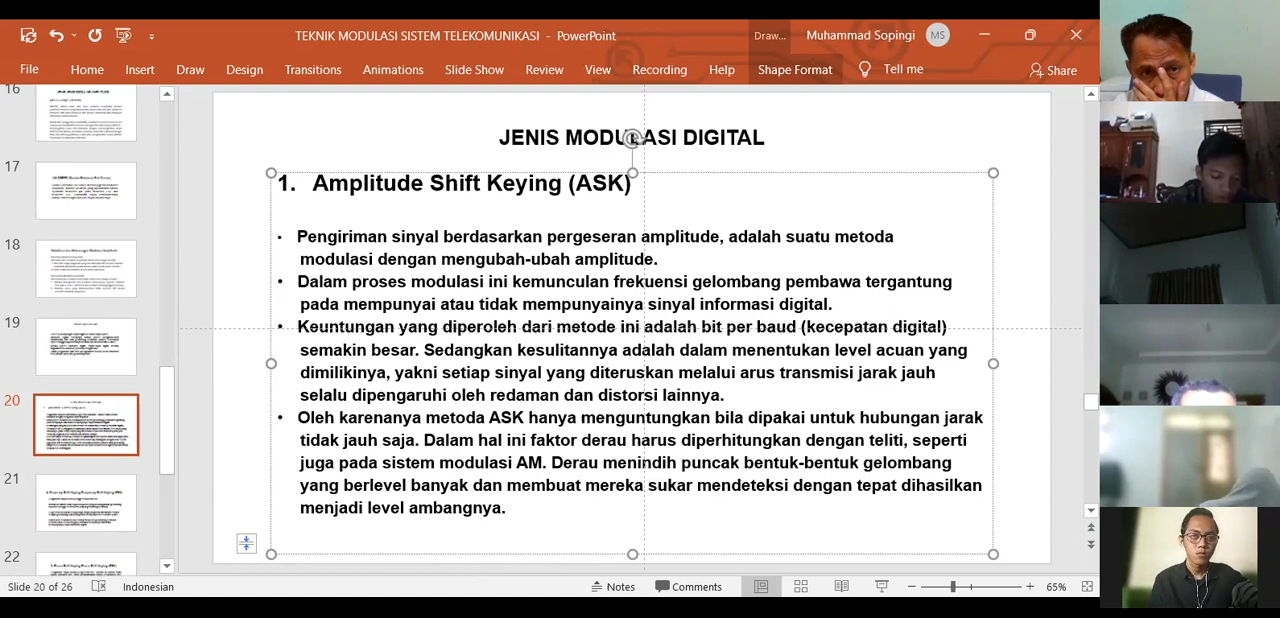 TEKNIK MODULASI SISTEM TELEKOMUNIKASI - PowerPoint
Draw...
Muhammad Sopingi
MS
File Home Insert Draw Design Transitions Animations Slide Show Review View Recording Help Shape Format Tell me Share
16
17
18
19
20
21
22
JENIS MODULASI DIGITAL
1. Amplitude Shift Keying (ASK)
• Pengiriman sinyal berdasarkan pergeseran amplitude, adalah suatu metoda
modulasi dengan mengubah-ubah amplitude.
• Dalam proses modulasi ini kemunculan frekuensi gelombang pembawa tergantung
pada mempunyai atau tidak mempunyainya sinyal informasi digital.
• Keuntungan yang diperoleh dari metode ini adalah bit per baud (kecepatan digital)
semakin besar. Sedangkan kesulitannya adalah dalam menentukan level acuan yang
dimilikinya, yakni setiap sinyal yang diteruskan melalui arus transmisi jarak jauh
selalu dipengaruhi oleh redaman dan distorsi lainnya.
• Oleh karenanya metoda ASK hanya menguntungkan bila dipakai untuk hubungan jarak
tidak jauh saja. Dalam hal ini faktor derau harus diperhitungkan dengan teliti, seperti
juga pada sistem modulasi AM. Derau menindih puncak bentuk-bentuk gelombang
yang berlevel banyak dan membuat mereka sukar mendeteksi dengan tepat dihasilkan
menjadi level ambangnya.
Slide 20 of 26 Indonesian Notes Comments 65%